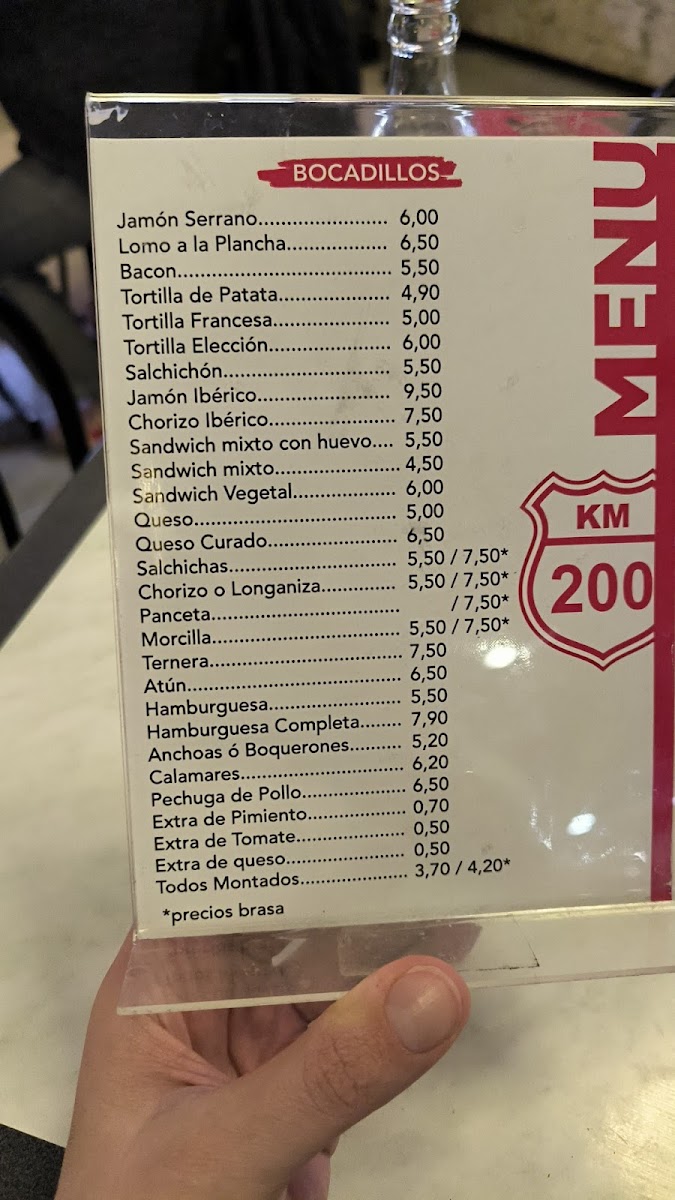 BOCADILLOS
Jamón Serrano....................... 6,00
Lomo a la Plancha.................. 6,50
Bacon...................................... 5,50
Tortilla de Patata.................... 4,90
Tortilla Francesa..................... 5,00
Tortilla Elección...................... 6,00
Salchichón.............................. 5,50
Jamón Ibérico........................ 9,50
Chorizo Ibérico....................... 7,50
Sandwich mixto con huevo.... 5,50
Sandwich mixto...................... 4,50
Sandwich Vegetal................... 6,00
Queso..................................... 5,00
Queso Curado........................ 6,50
Salchichas............................... 5,50 / 7,50*
Chorizo o Longaniza.............. 5,50 / 7,50*
Panceta................................... / 7,50*
Morcilla................................... 5,50 / 7,50*
Ternera.................................... 7,50
Atún........................................ 6,50
Hamburguesa......................... 5,50
Hamburguesa Completa........ 7,90
Anchoas ó Boquerones.......... 5,20
Calamares............................... 6,20
Pechuga de Pollo.................... 6,50
Extra de Pimiento................... 0,70
Extra de Tomate..................... 0,50
Extra de queso....................... 0,50
Todos Montados.................... 3,70 / 4,20*
*precios brasa
MENU
KM
200